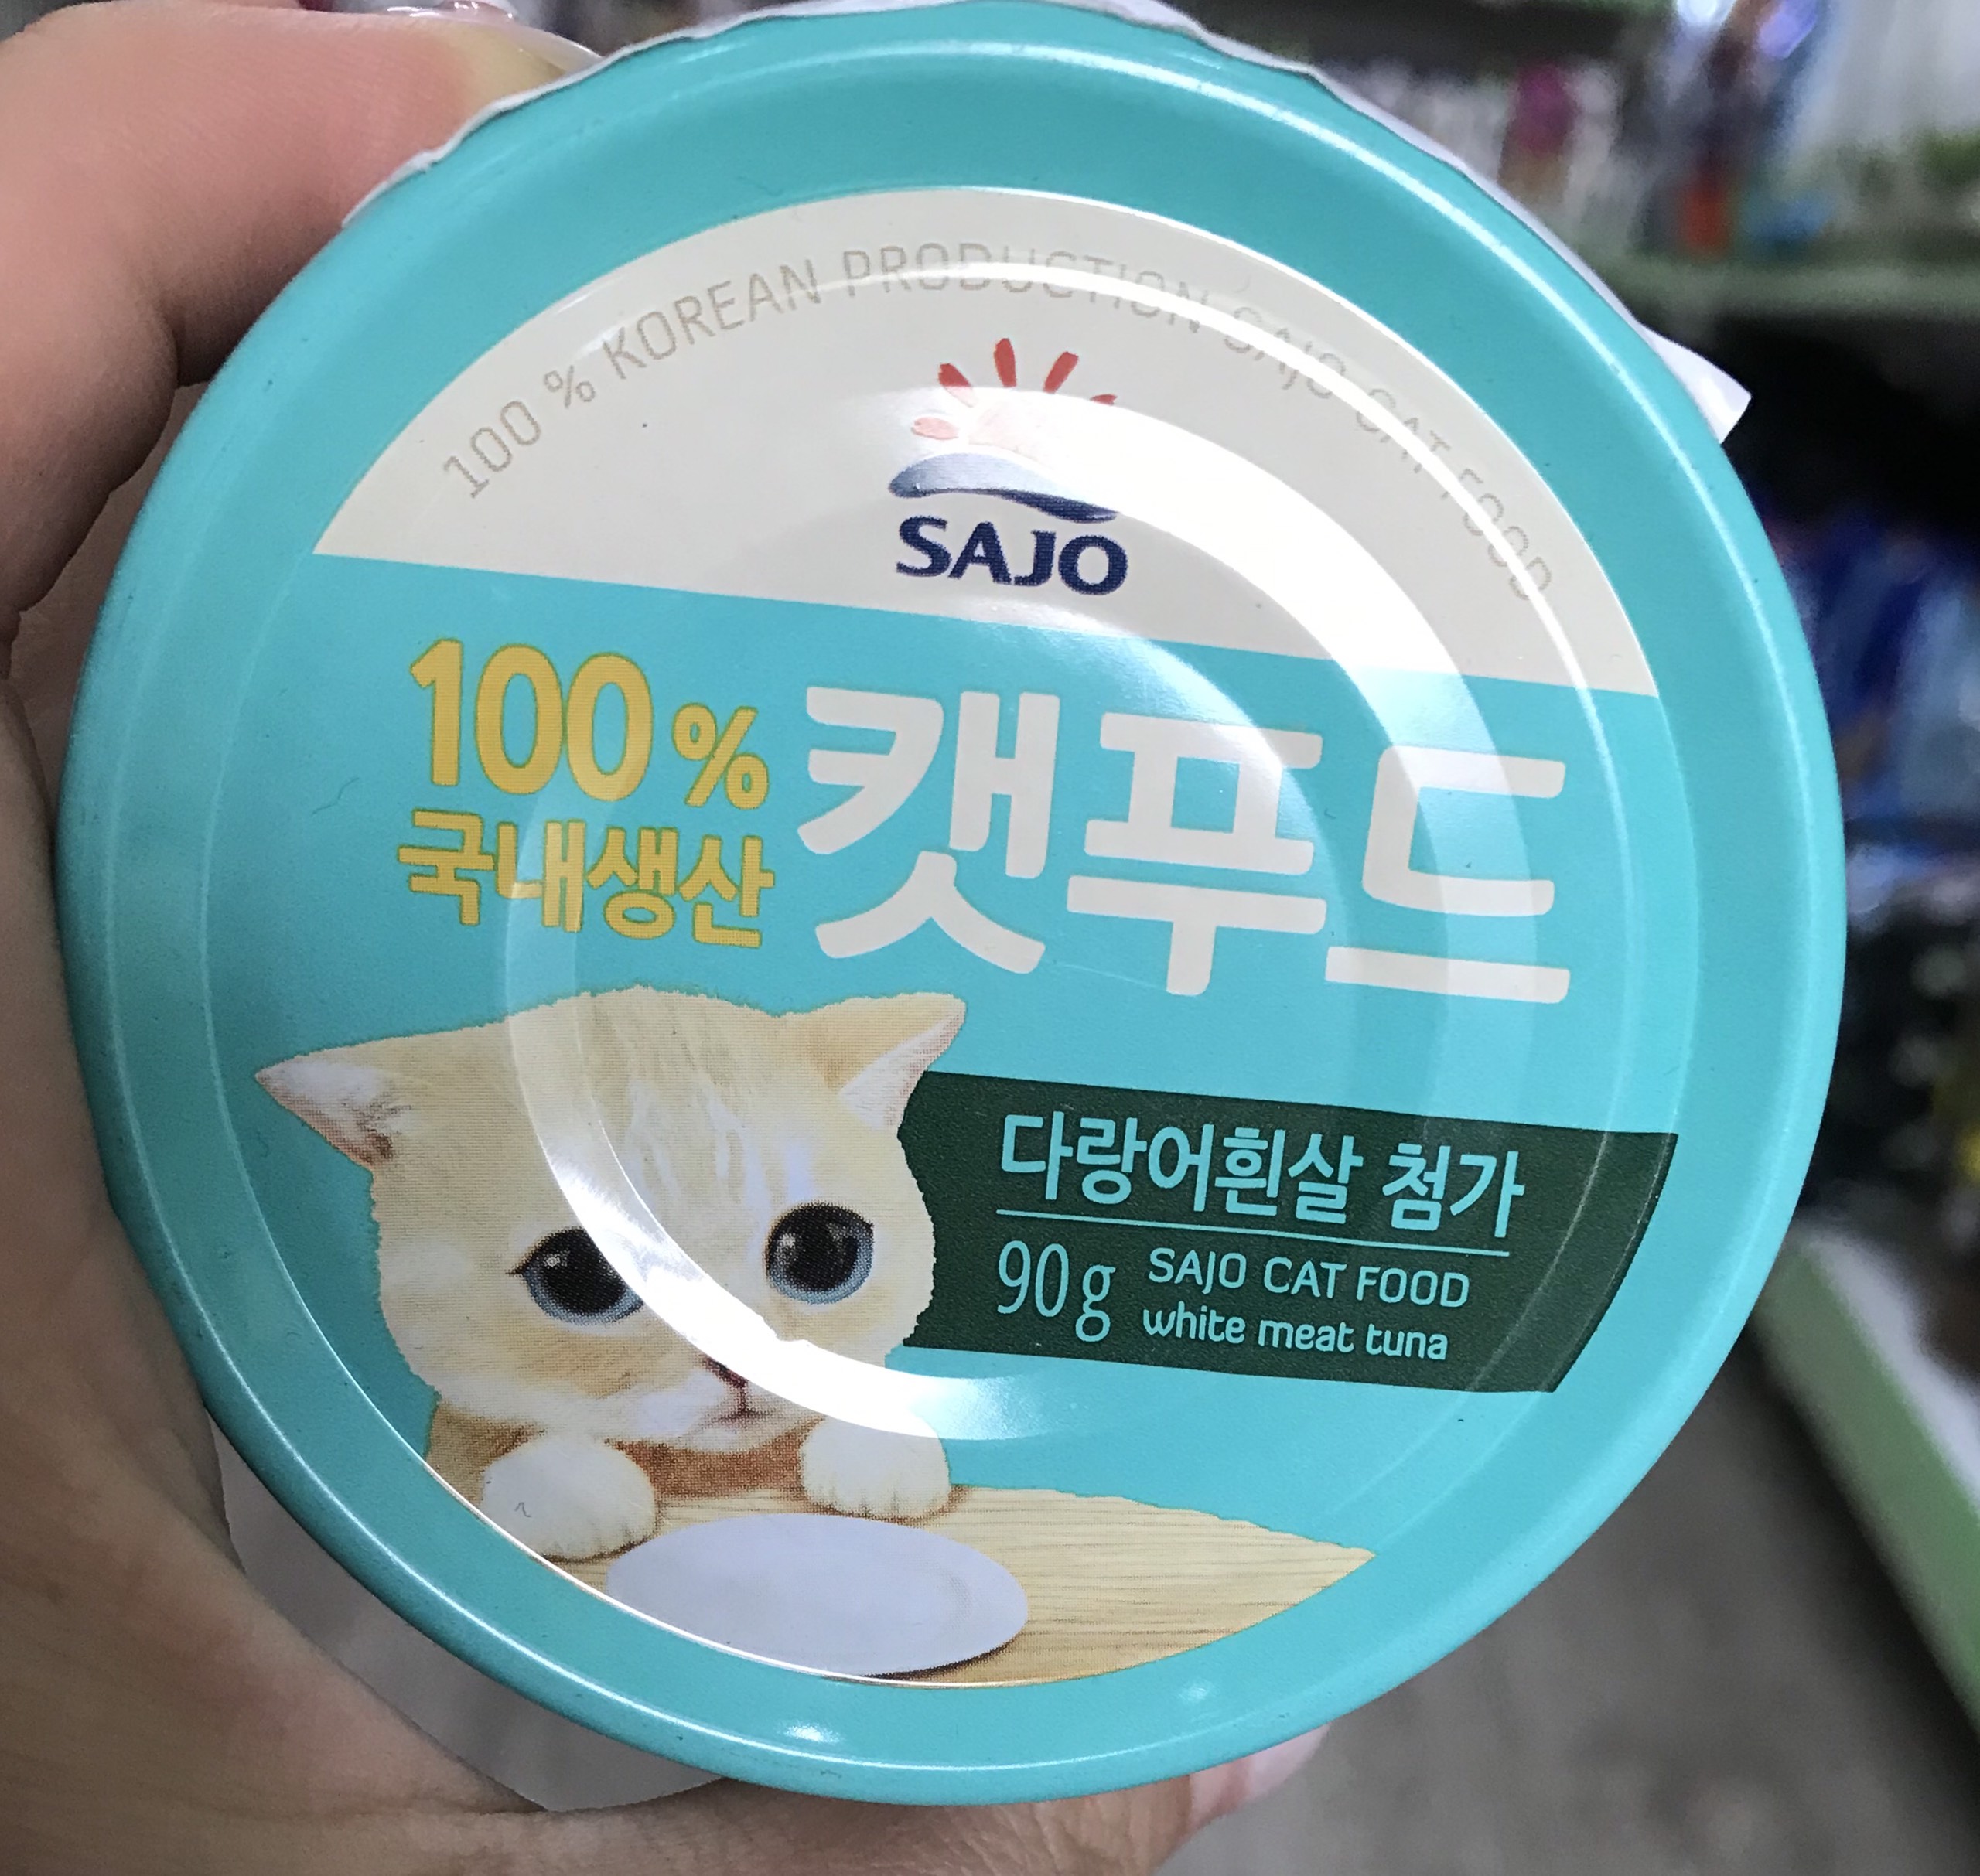 100 % KOREAN PRODUCTION SAJO CAT FOOD
SAJO
100 %
국내생산
캣푸드
다랑어흰살 첨가
90g
SAJO CAT FOOD
white meat tuna